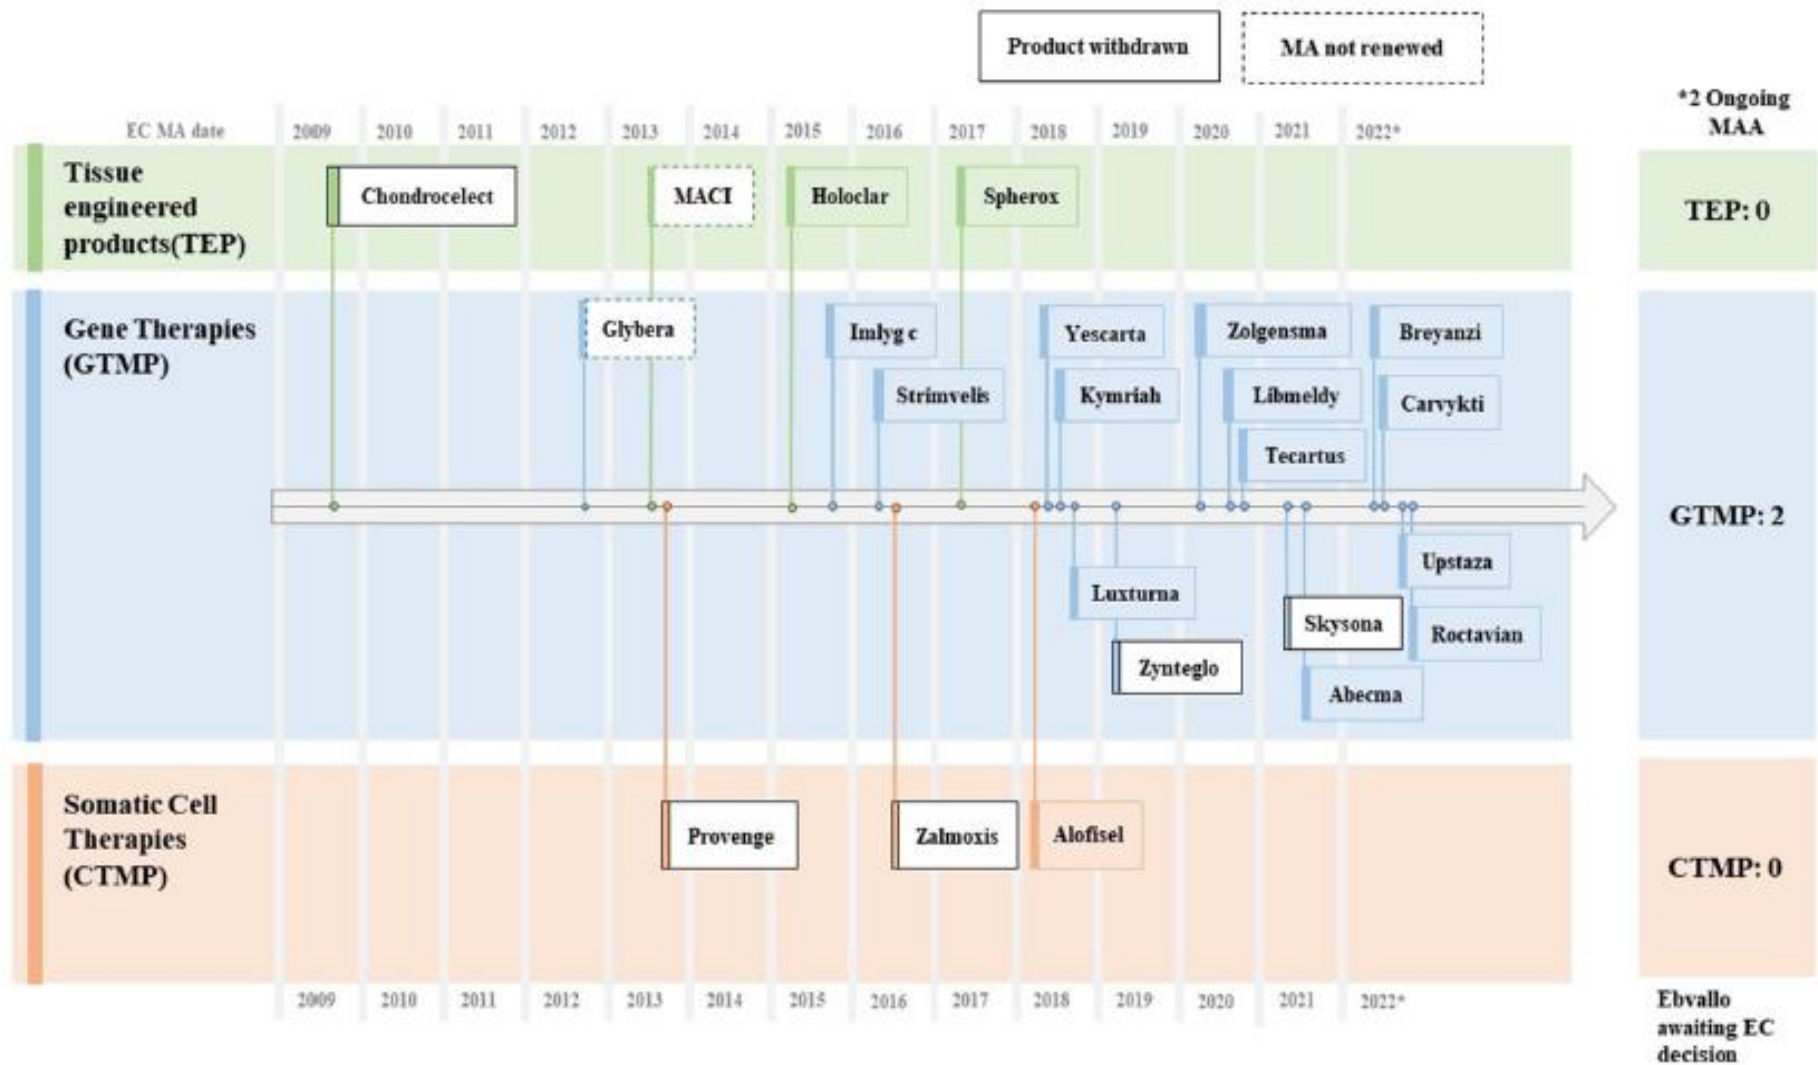 Product withdrawn
MA not renewed
*2 Ongoing
MAA
EC MA date
2009
2010
2011
2012
2013
2014
2015
2016
2017
2018
2019
2020
2021
2022*
Tissue
engineered
products(TEP)
Chondrocelect
MACI
Holoclar
Spherox
TEP: 0
Gene Therapies
(GTMP)
Glybera
Imlyg c
Yescarta
Zolgensma
Breyanzi
Strimvelis
Kymriah
Libmeldy
Carvykti
Tecartus
GTMP: 2
Upstaza
Luxturna
Skysona
Roctavian
Zynteglo
Abecma
Somatic Cell
Therapies
(CTMP)
Provenge
Zalmoxis
Alofisel
CTMP: 0
2009
2010
2011
2012
2013
2014
2015
2016
2017
2018
2019
2020
2021
2022*
Ebvallo
awaiting EC
decision